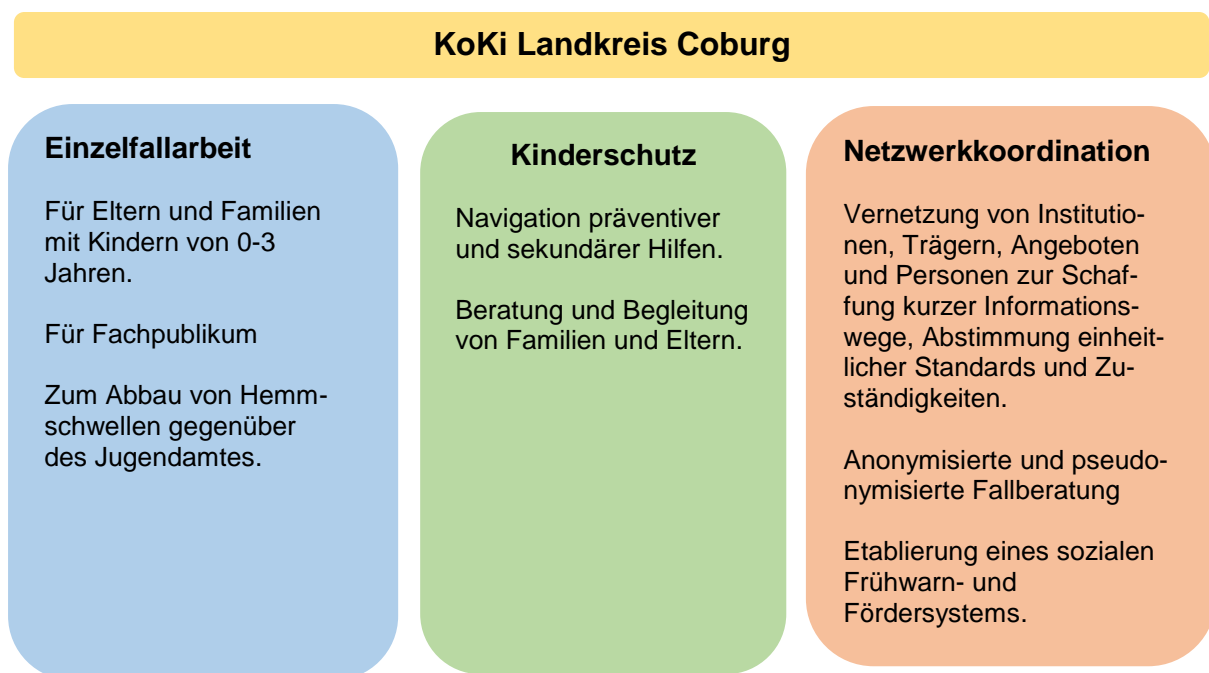 KoKi Landkreis Coburg
Einzelfallarbeit
Für Eltern und Familien
mit Kindern von 0-3
Jahren.
Für Fachpublikum
Zum Abbau von Hemm-
schwellen gegenüber
des Jugendamtes.
Kinderschutz
Navigation präventiver
und sekundärer Hilfen.
Beratung und Begleitung
von Familien und Eltern.
Netzwerkkoordination
Vernetzung von Institutio-
nen, Trägern, Angeboten
und Personen zur Schaf-
fung kurzer Informations-
wege, Abstimmung einheit-
licher Standards und Zu-
ständigkeiten.
Anonymisierte und pseudo-
nymisierte Fallberatung
Etablierung eines sozialen
Frühwarn- und
Fördersystems.